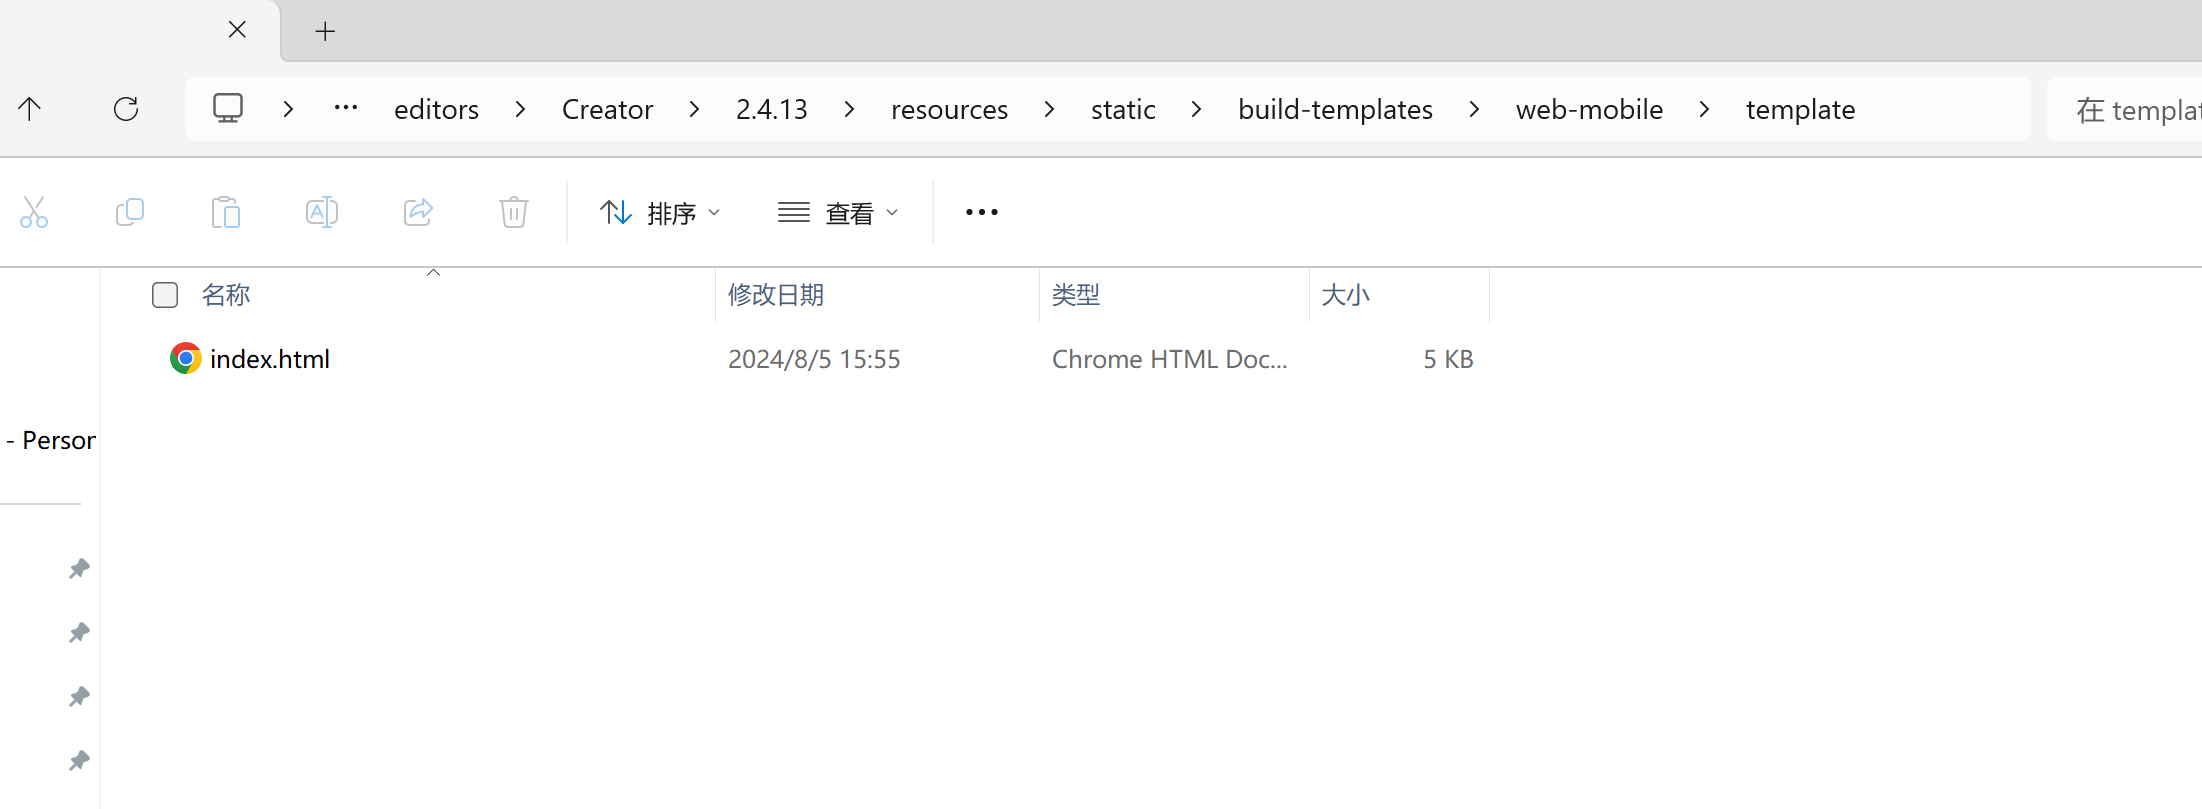 editors > Creator > 2.4.13 > resources > static > build-templates > web-mobile > template
在 templat
排序 查看
名称 修改日期 类型 大小
index.html 2024/8/5 15:55 Chrome HTML Doc... 5 KB
- Person